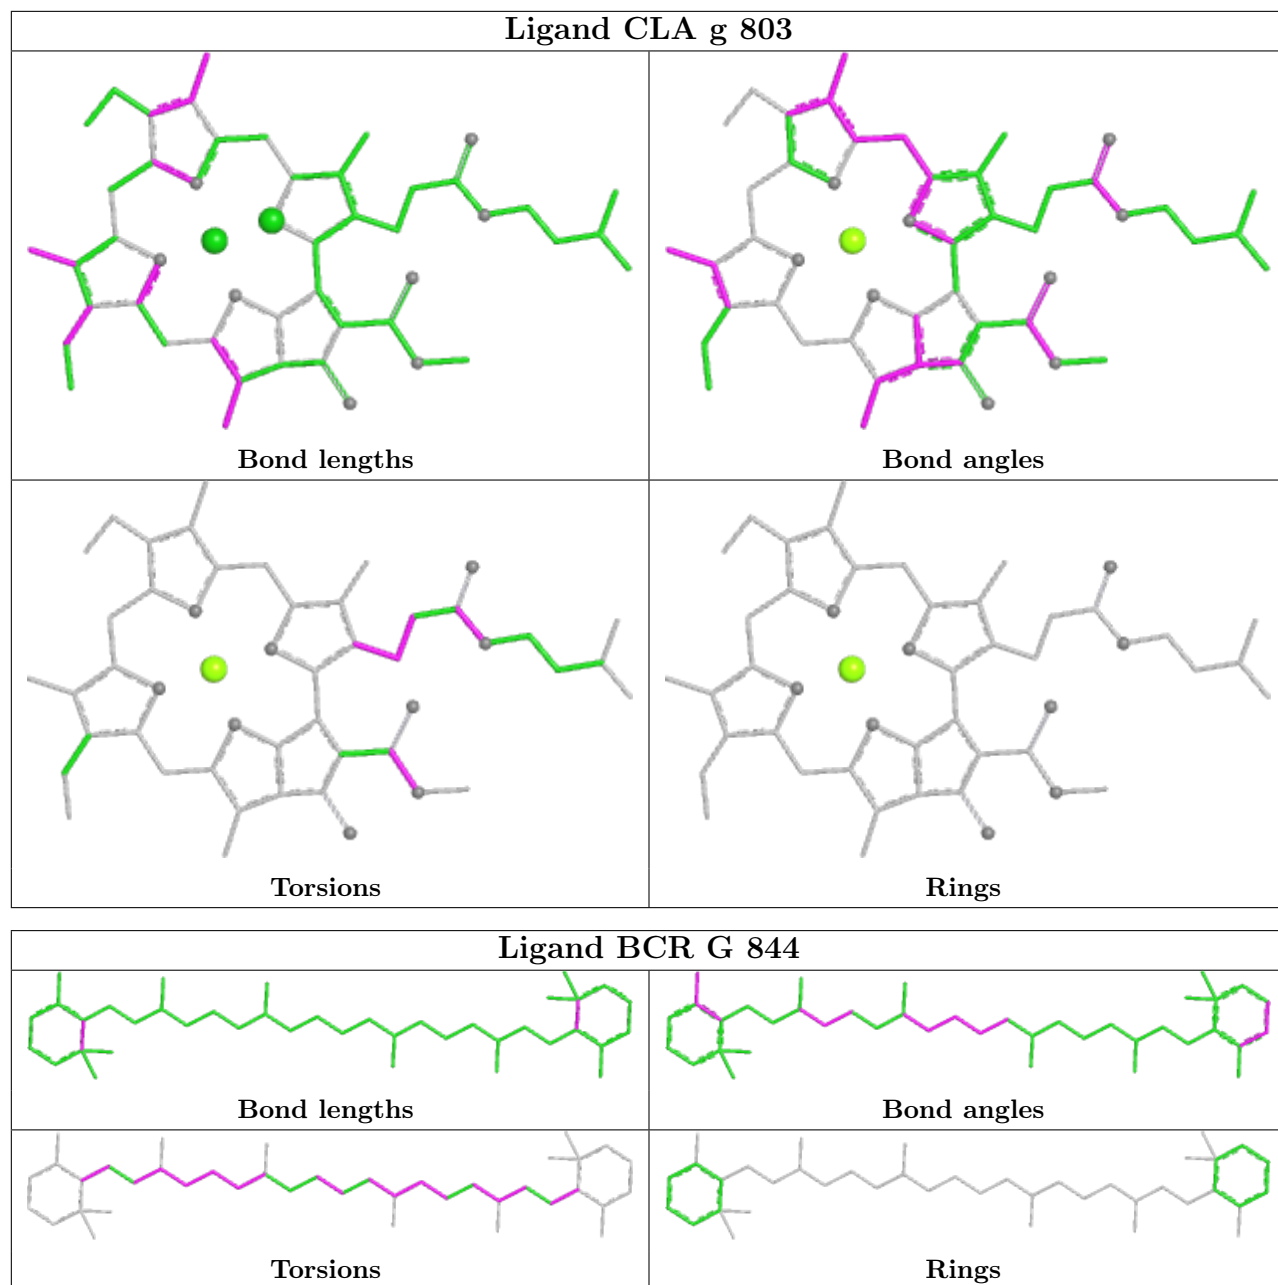 Ligand CLA g 803
Bond lengths
Bond angles
Torsions
Rings
Ligand BCR G 844
Bond lengths
Bond angles
Torsions
Rings